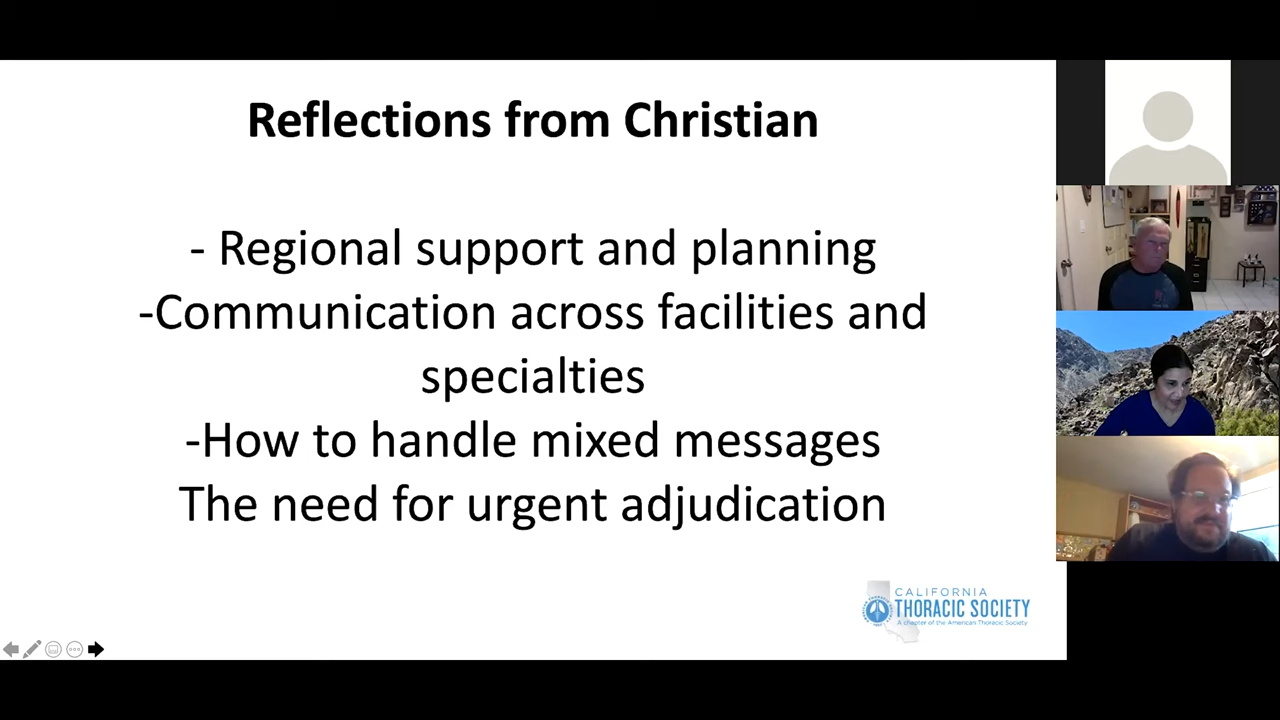 Reflections from Christian
- Regional support and planning
-Communication across facilities and
specialties
-How to handle mixed messages
The need for urgent adjudication
CALIFORNIA
THORACIC SOCIETY
A chapter of the American Thoracic Society